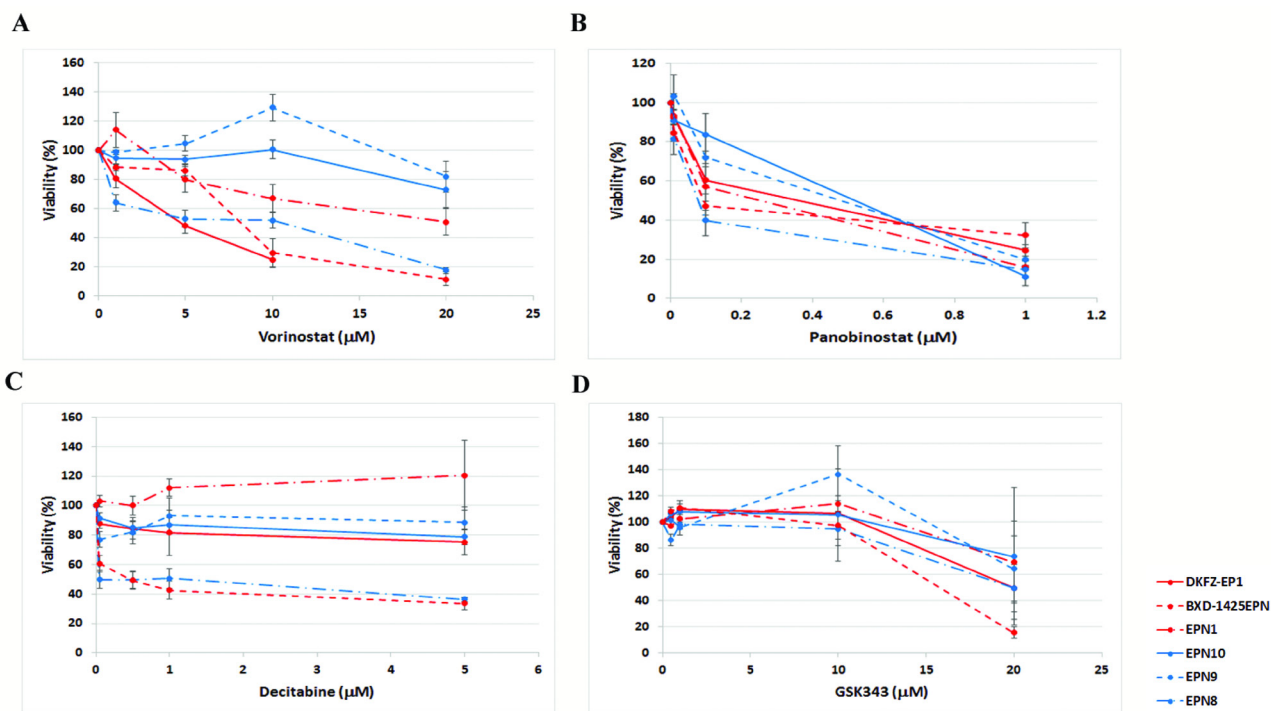 A
160
140
120
100
80
60
40
20
0
Viability (%)
0 5 10 15 20 25
Vorinostat (µM)
B
120
100
80
60
40
20
0
Viability (%)
0 0.2 0.4 0.6 0.8 1 1.2
Panobinostat (µM)
C
160
140
120
100
80
60
40
20
0
Viability (%)
0 1 2 3 4 5 6
Decitabine (µM)
D
180
160
140
120
100
80
60
40
20
0
Viability (%)
0 5 10 15 20 25
GSK343 (µM)
DKFZ-EP1
BXD-1425EPN
EPN1
EPN10
EPN9
EPN8